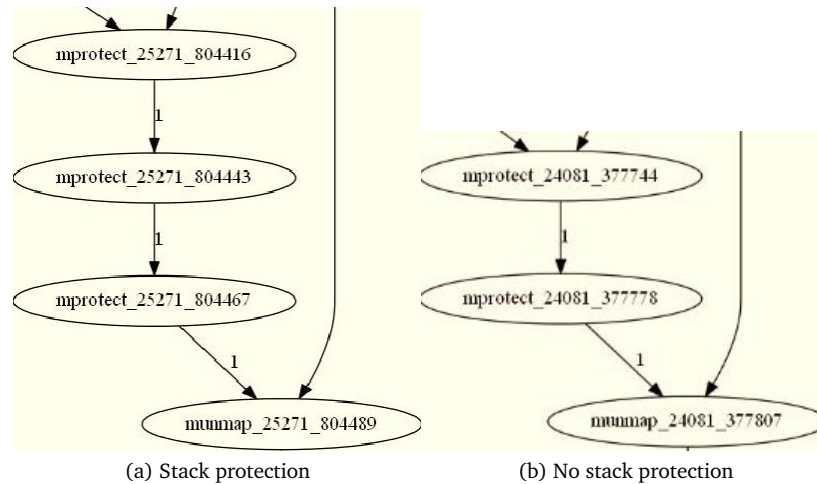 mprotect_25271_804416
1
mprotect_25271_804443
1
mprotect_25271_804467
1
munmap_25271_804489
(a) Stack protection
mprotect_24081_377744
1
mprotect_24081_377778
1
munmap_24081_377807
(b) No stack protection